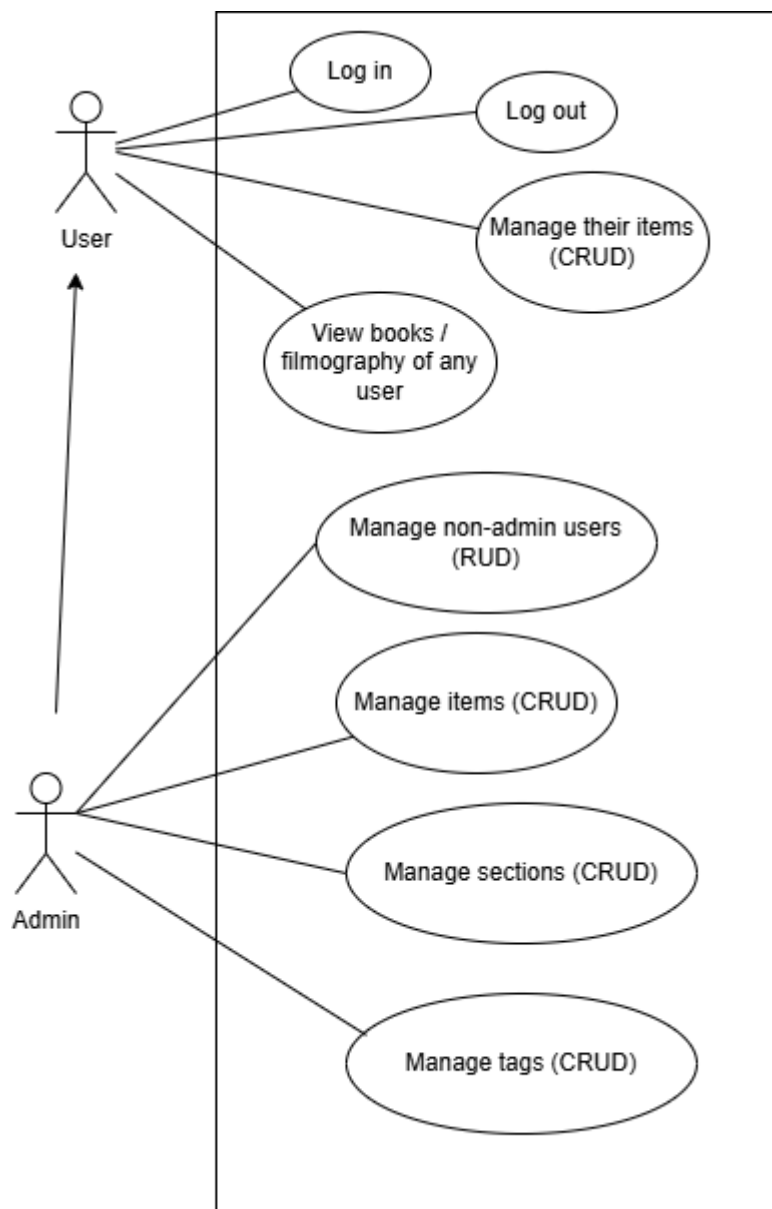 Log in
Log out
User
Manage their items
(CRUD)
View books /
filmography of any
user
Manage non-admin users
(RUD)
Manage items (CRUD)
Manage sections (CRUD)
Admin
Manage tags (CRUD)